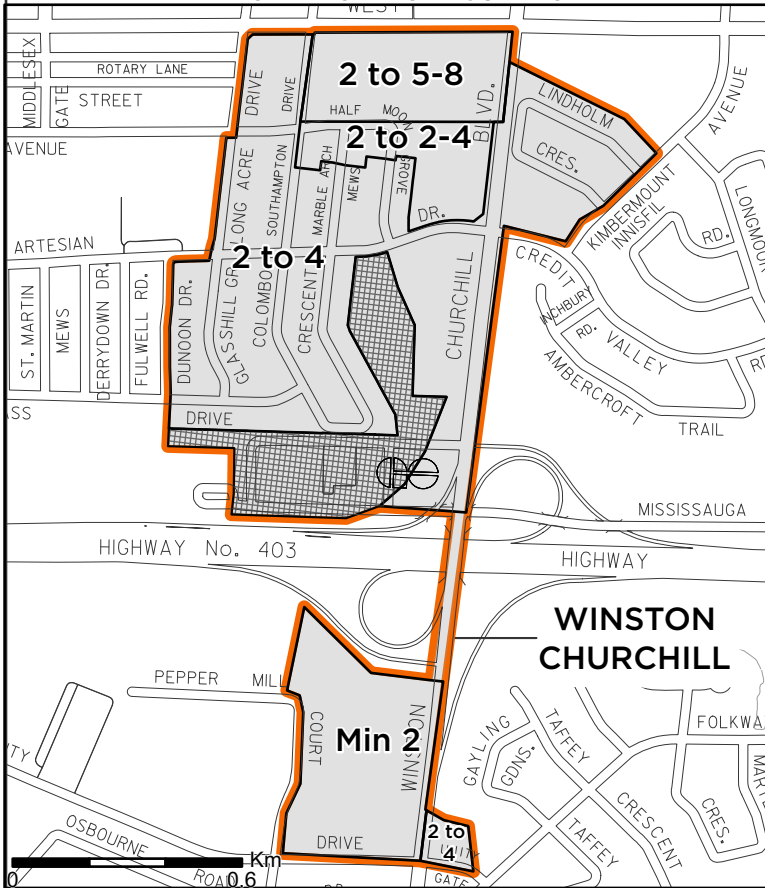 WEST
MIDDLESEX
GATE
ROTARY LANE
STREET
AVENUE
DRIVE
DRIVE
2 to 5-8
BLVD.
HALF MOON
GROVE
2 to 2-4
LINDHOLM
CRES.
AVENUE
SOUTHAMPTON
MARBLE ARCH
MEWS
LONG ACRE
GLASSHILL GR.
COLOMBO
CRESCENT
DR.
2 to 4
CHURCHILL
KIMBERMOUNT
INNSFIL
RD.
ARTESIAN
ST. MARTIN
MEWS
DERRYDOWN DR.
FULWELL RD.
DUNOON DR.
CREDIT
VALLEY
INCHBURY
RD.
AMBERCROFT
TRAIL
ASS
DRIVE
MISSISSAUGA
HIGHWAY No. 403
HIGHWAY
WINSTON
CHURCHILL
PEPPER MILL
COURT
Min 2
WINSTON
GAYLING
GDNS.
TAFFEY
CRESCENT
TAFFEY
FOLKWA
CRES.
ITY
OSBOURNE
ROAD
DRIVE
2 to
4
UNITY
GATE
0
0.6
Km